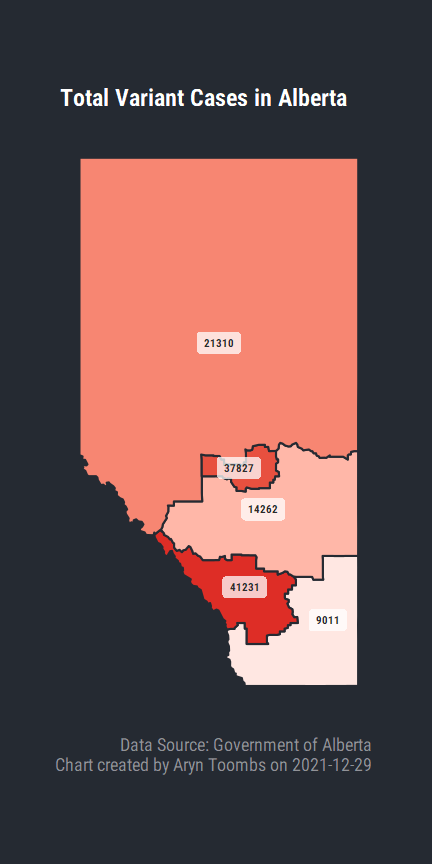 Total Variant Cases in Alberta
21310
37827
14262
41231
9011
Data Source: Government of Alberta
Chart created by Aryn Toombs on 2021-12-29